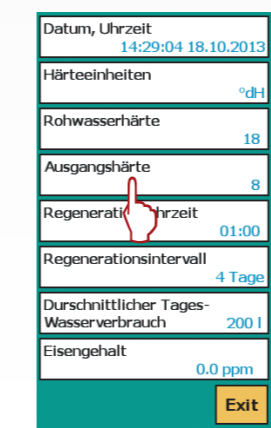 Datum, Uhrzeit
14:29:04 18.10.2013
Härteeinheiten
°dH
Rohwasserhärte
18
Ausgangshärte
8
01:00
Regenerationsintervall
4 Tage
Durschnittlicher Tages-
Wasserverbrauch 200 l
Eisengehalt
0.0 ppm
Exit